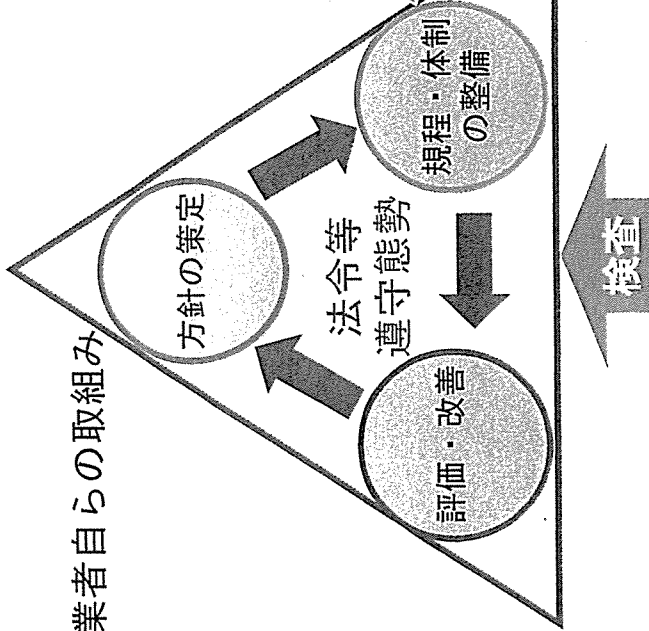 業者自らの取組み
方針の策定
法令等
遵守態勢
規程・体制
の整備
評価・改善
検査